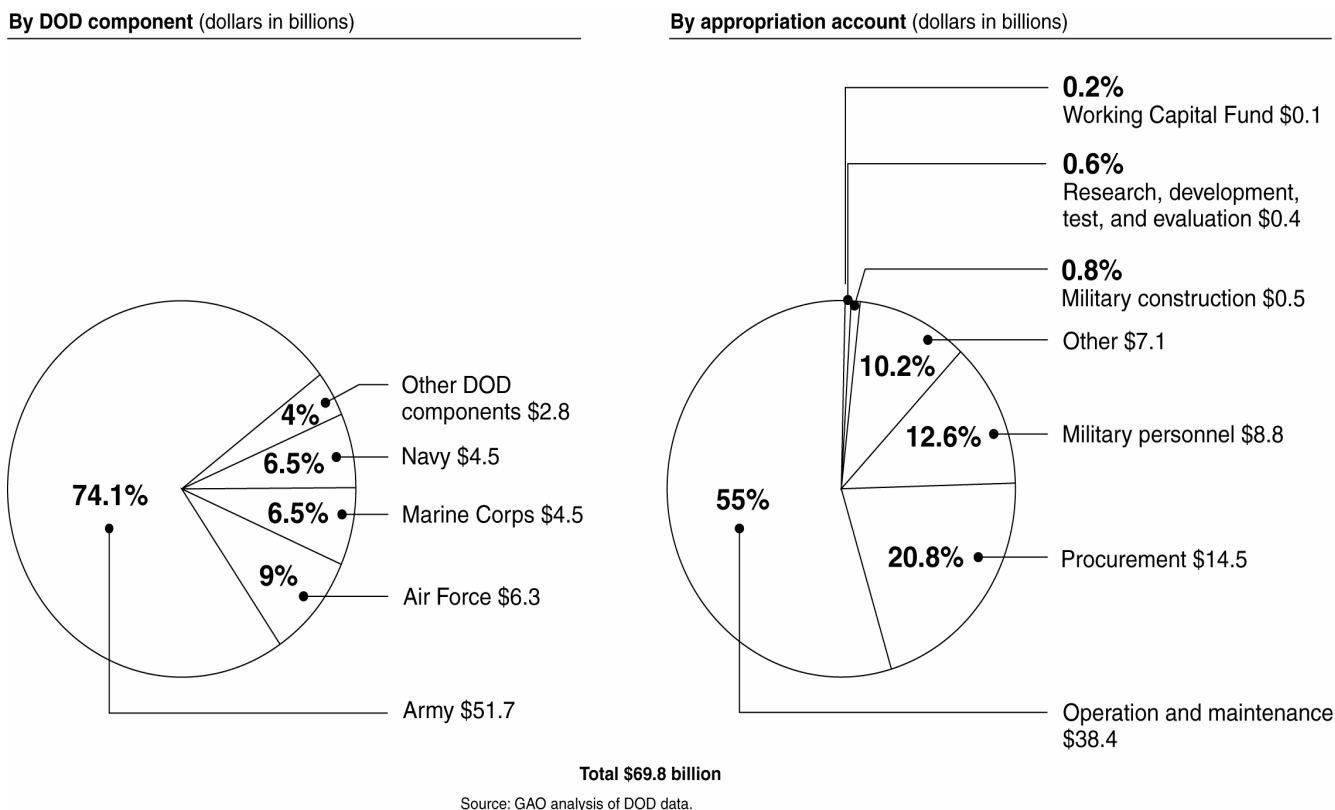 By DOD component (dollars in billions)
4%
Other DOD
components $2.8
6.5%
Navy $4.5
74.1%
6.5%
Marine Corps $4.5
9%
Air Force $6.3
Army $51.7
By appropriation account (dollars in billions)
0.2%
Working Capital Fund $0.1
0.6%
Research, development,
test, and evaluation $0.4
0.8%
Military construction $0.5
Other $7.1
10.2%
12.6%
Military personnel $8.8
55%
20.8%
Procurement $14.5
Operation and maintenance
$38.4
Total $69.8 billion
Source: GAO analysis of DOD data.